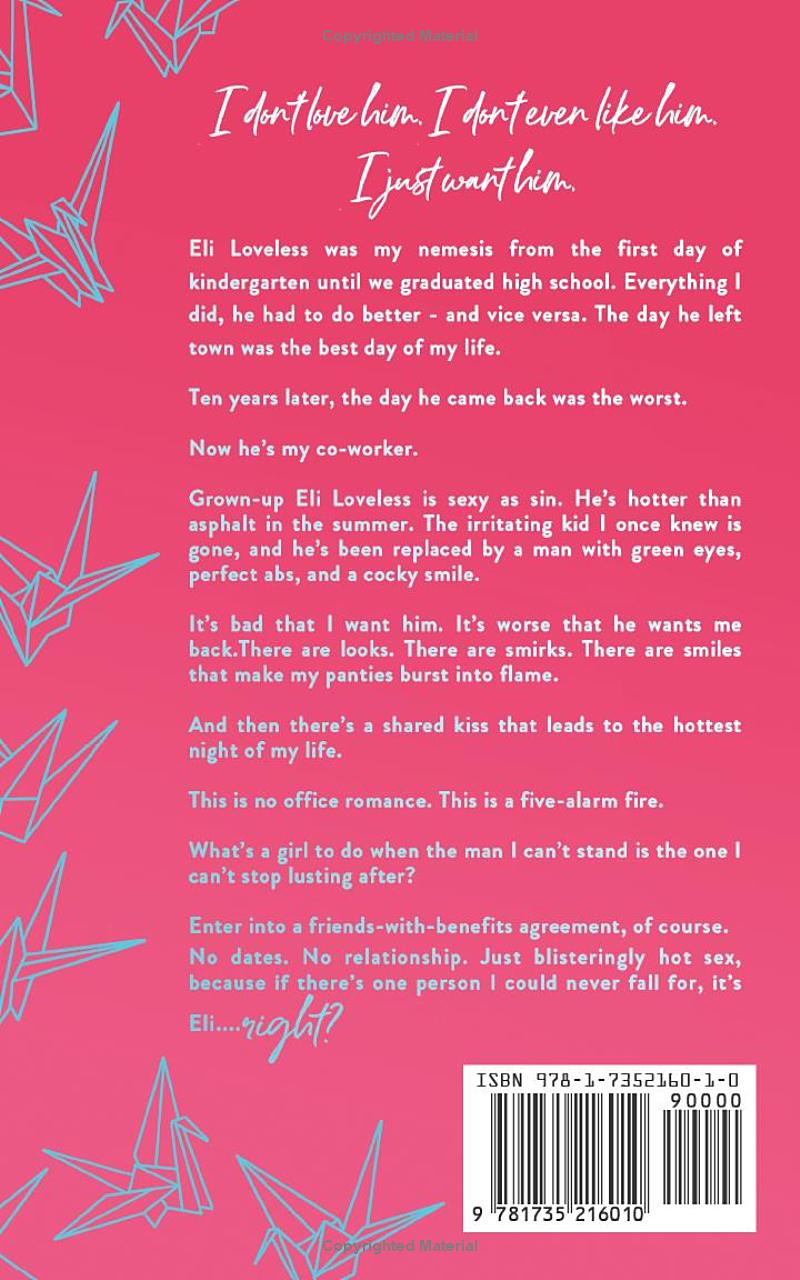 Copyrighted Material
I don't love him. I don't even like him.
I just want him.
Eli Loveless was my nemesis from the first day of
kindergarten until we graduated high school. Everything I
did, he had to do better - and vice versa. The day he left
town was the best day of my life.
Ten years later, the day he came back was the worst.
Now he's my co-worker.
Grown-up Eli Loveless is sexy as sin. He's hotter than
asphalt in the summer. The irritating kid I once knew is
gone, and he's been replaced by a man with green eyes,
perfect abs, and a cocky smile.
It's bad that I want him. It's worse that he wants me
back.There are looks. There are smirks. There are smiles
that make my panties burst into flame.
And then there's a shared kiss that leads to the hottest
night of my life.
This is no office romance. This is a five-alarm fire.
What's a girl to do when the man I can't stand is the one I
can't stop lusting after?
Enter into a friends-with-benefits agreement, of course.
No dates. No relationship. Just blisteringly hot sex,
because if there's one person I could never fall for, it's
Eli....right?
ISBN 978-1-7352160-1-0
90000
9 781735 216010
Copyrighted Material